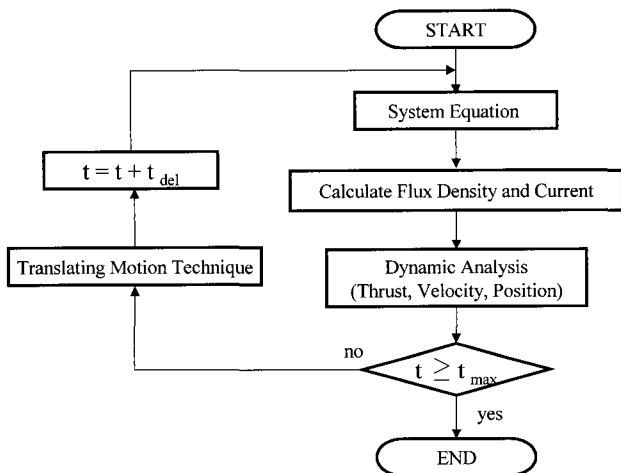 START
System Equation
t = t + t del
Calculate Flux Density and Current
Translating Motion Technique
Dynamic Analysis
(Thrust, Velocity, Position)
no
t ≥ t max
yes
END